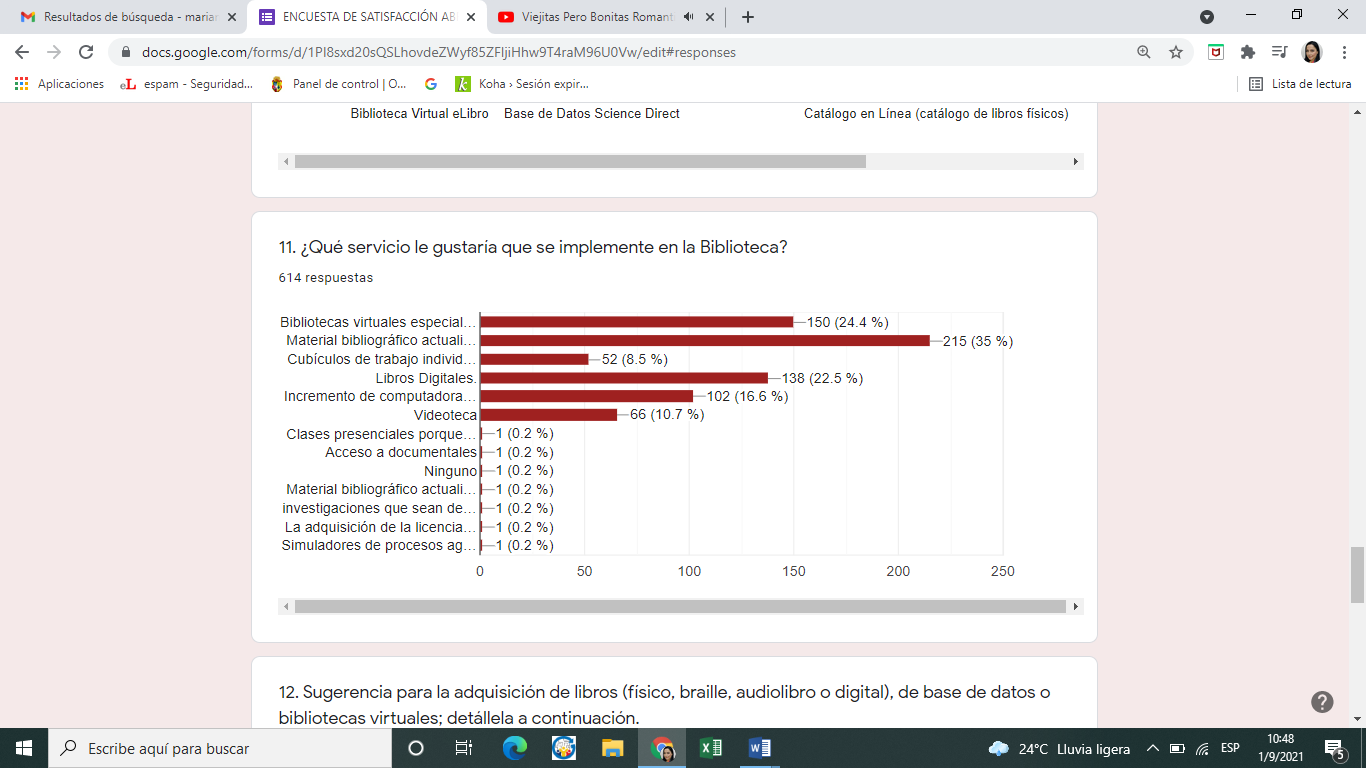 Resultados de búsqueda - marian
ENCUESTA DE SATISFACCIÓN AB
Viejitas Pero Bonitas Romant
docs.google.com/forms/d/1Pl8sxd20sQSLhovdeZWyf85ZFIjiHhw9T4raM96U0Vw/edit#responses
Aplicaciones
espam - Seguridad...
Panel de control | O...
Koha › Sesión expir...
Lista de lectura
Biblioteca Virtual eLibro
Base de Datos Science Direct
Catálogo en Línea (catálogo de libros físicos)
11. ¿Qué servicio le gustaría que se implemente en la Biblioteca?
614 respuestas
Bibliotecas virtuales especial... 150 (24.4 %)
Material bibliográfico actuali... 215 (35 %)
Cubículos de trabajo individ... 52 (8.5 %)
Libros Digitales. 138 (22.5 %)
Incremento de computadora... 102 (16.6 %)
Videoteca 66 (10.7 %)
Clases presenciales porque... 1 (0.2 %)
Acceso a documentales 1 (0.2 %)
Ninguno 1 (0.2 %)
Material bibliográfico actuali... 1 (0.2 %)
investigaciones que sean de... 1 (0.2 %)
La adquisición de la licencia... 1 (0.2 %)
Simuladores de procesos ag... 1 (0.2 %)
0 50 100 150 200 250
12. Sugerencia para la adquisición de libros (físico, braille, audiolibro o digital), de base de datos o
bibliotecas virtuales; detállela a continuación.
Escribe aquí para buscar
24°C Lluvia ligera
ESP
10:48
1/9/2021
5